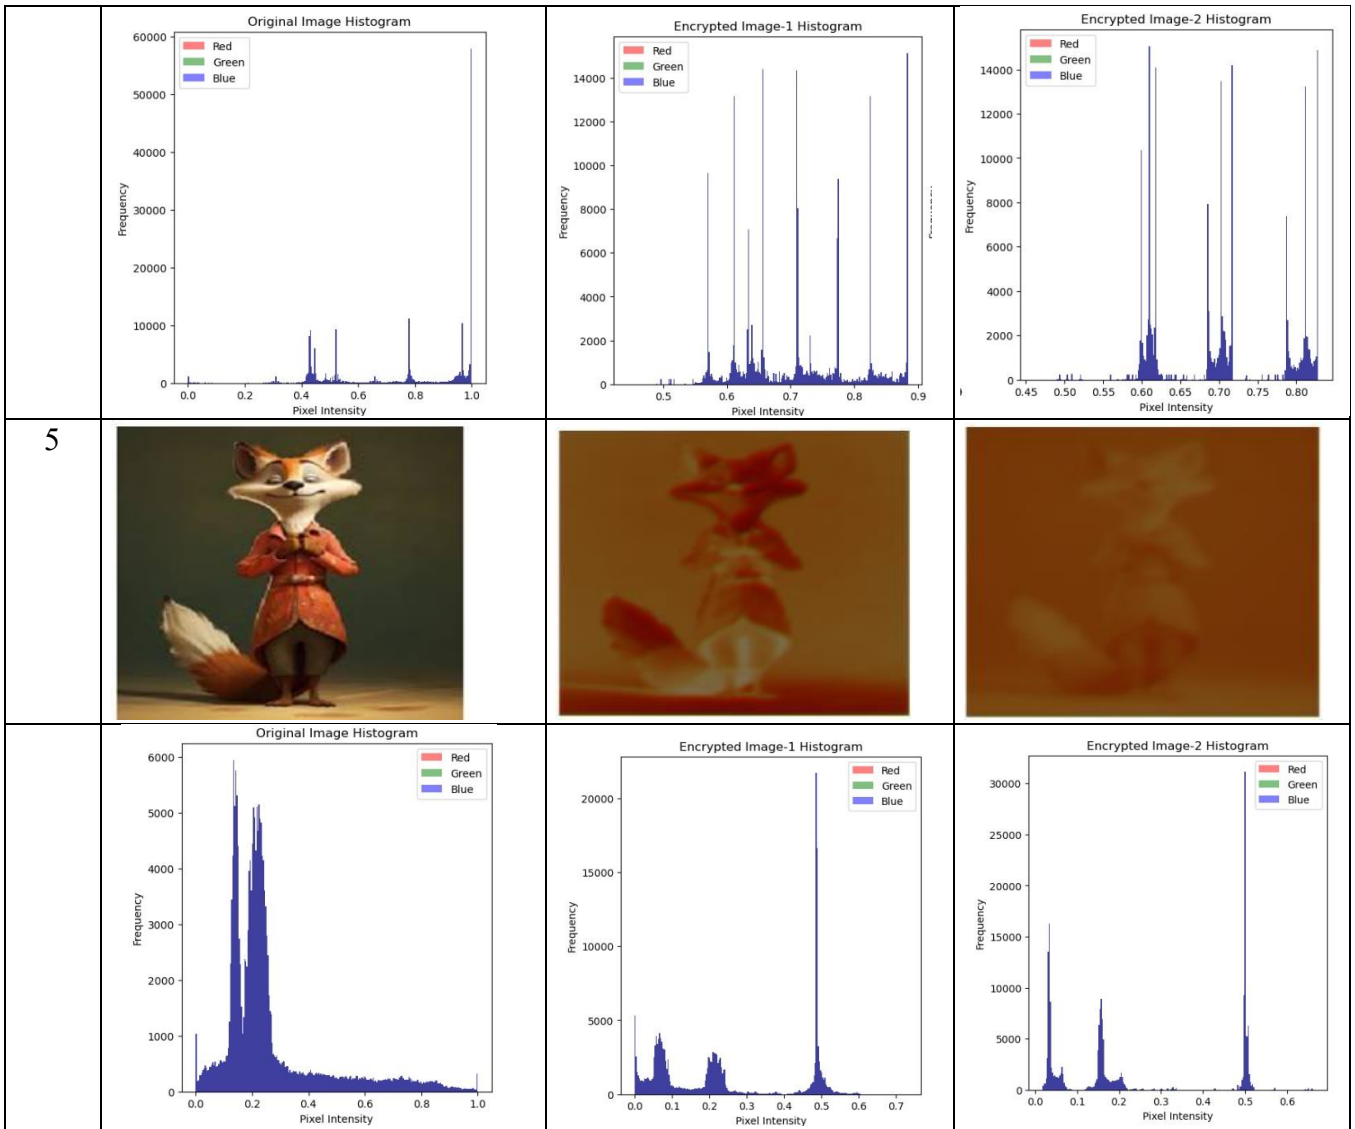 Original Image Histogram
60000
50000
40000
30000
20000
10000
0
Frequency
Red
Green
Blue
0.0 0.2 0.4 0.6 0.8 1.0
Pixel Intensity
Encrypted Image-1 Histogram
14000
12000
10000
8000
6000
4000
2000
0
Frequency
Red
Green
Blue
0.5 0.6 0.7 0.8 0.9
Pixel Intensity
Encrypted Image-2 Histogram
14000
12000
10000
8000
6000
4000
2000
0
Frequency
Red
Green
Blue
0.45 0.50 0.55 0.60 0.65 0.70 0.75 0.80
Pixel Intensity
5
Original Image Histogram
6000
5000
4000
3000
2000
1000
0
Frequency
Red
Green
Blue
0.0 0.2 0.4 0.6 0.8 1.0
Pixel Intensity
Encrypted Image-1 Histogram
20000
15000
10000
5000
0
Frequency
Red
Green
Blue
0.0 0.1 0.2 0.3 0.4 0.5 0.6 0.7
Pixel Intensity
Encrypted Image-2 Histogram
30000
25000
20000
15000
10000
5000
0
Frequency
Red
Green
Blue
0.0 0.1 0.2 0.3 0.4 0.5 0.6
Pixel Intensity